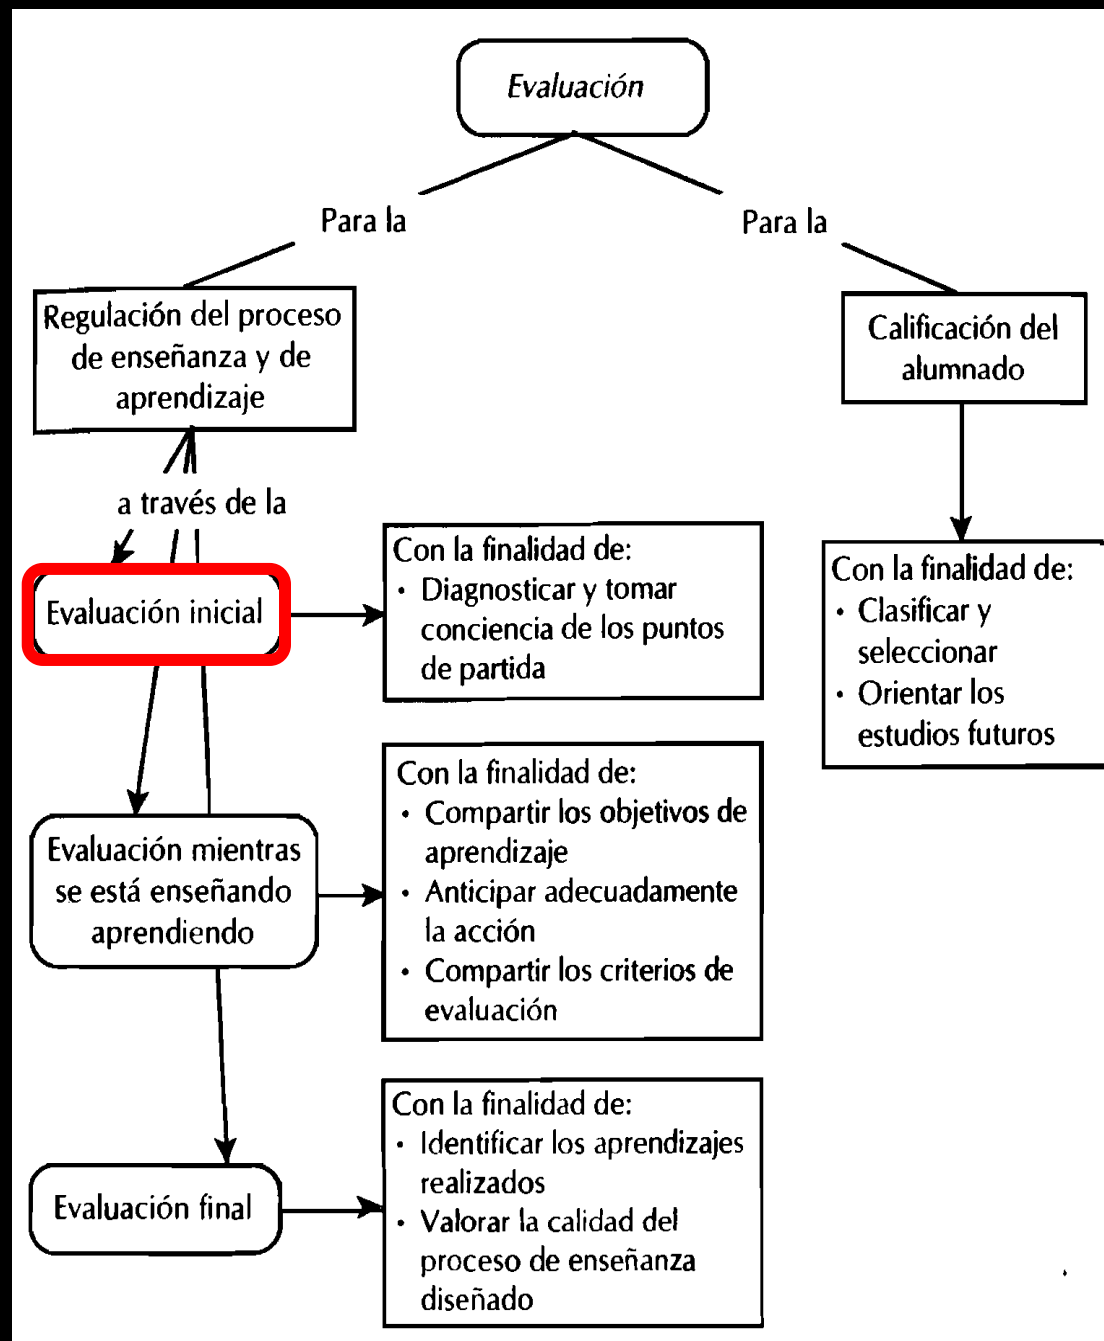 Evaluación
Para la
Para la
Regulación del proceso
de enseñanza y de
aprendizaje
Calificación del
alumnado
a través de la
Con la finalidad de:
• Diagnosticar y tomar
conciencia de los puntos
de partida
Evaluación inicial
Con la finalidad de:
• Clasificar y
seleccionar
• Orientar los
estudios futuros
Evaluación mientras
se está enseñando
aprendiendo
Con la finalidad de:
• Compartir los objetivos de
aprendizaje
• Anticipar adecuadamente
la acción
• Compartir los criterios de
evaluación
Evaluación final
Con la finalidad de:
• Identificar los aprendizajes
realizados
• Valorar la calidad del
proceso de enseñanza
diseñado